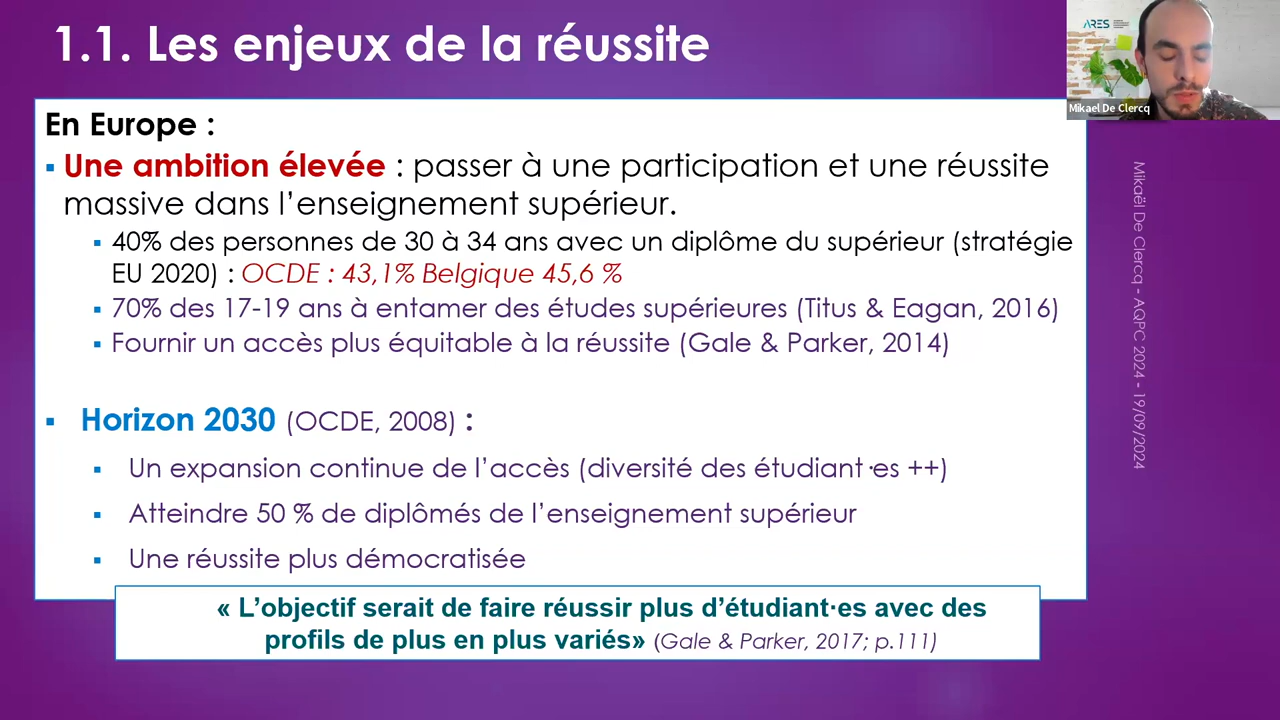 1.1. Les enjeux de la réussite
ARES
Mikael De Clercq
En Europe :
▪ Une ambition élevée : passer à une participation et une réussite
massive dans l’enseignement supérieur.
▪ 40% des personnes de 30 à 34 ans avec un diplôme du supérieur (stratégie
EU 2020) : OCDE : 43,1% Belgique 45,6 %
▪ 70% des 17-19 ans à entamer des études supérieures (Titus & Eagan, 2016)
▪ Fournir un accès plus équitable à la réussite (Gale & Parker, 2014)
▪ Horizon 2030 (OCDE, 2008) :
▪ Un expansion continue de l’accès (diversité des étudiant·es ++)
▪ Atteindre 50 % de diplômés de l’enseignement supérieur
▪ Une réussite plus démocratisée
« L’objectif serait de faire réussir plus d’étudiant·es avec des
profils de plus en plus variés» (Gale & Parker, 2017; p.111)
Mikaël De Clercq - AQPC 2024 - 19/09/2024